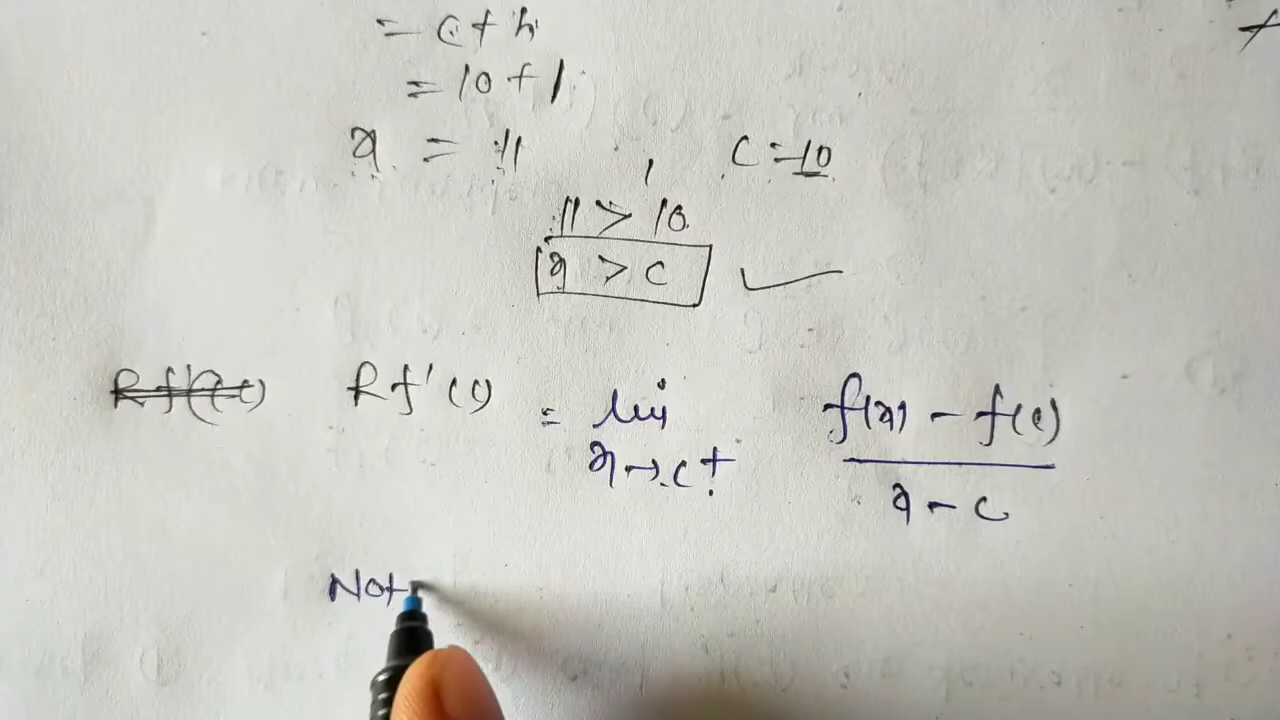 = c + h
= 10 + 1
x = 11 , c = 10
11 > 10
x > c
Rf'(c) = lim f(x) - f(c)
x→c+ x - c
Not